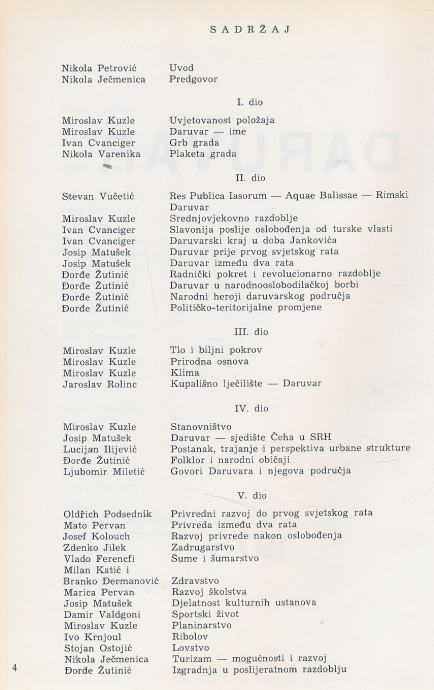 SADRŽAJ
Nikola Petrović Uvod
Nikola Ječmenica Predgovor
I. dio
Miroslav Kuzle Uvjetovanost položaja
Miroslav Kuzle Daruvar — ime
Ivan Cvanciger Grb grada
Nikola Varenika Plaketa grada
II. dio
Stevan Vučetić Res Publica Iasorum — Aquae Balissae — Rimski
Daruvar
Miroslav Kuzle Srednjovjekovno razdoblje
Ivan Cvanciger Slavonija poslije oslobođenja od turske vlasti
Ivan Cvanciger Daruvarski kraj u doba Jankovića
Josip Matušek Daruvar prije prvog svjetskog rata
Josip Matušek Daruvar između dva rata
Đorđe Žutinić Radnički pokret i revolucionarno razdoblje
Đorđe Žutinić Daruvar u narodnooslobodilačkoj borbi
Đorđe Žutinić Narodni heroji daruvarskog područja
Đorđe Žutinić Političko-teritorijalne promjene
III. dio
Miroslav Kuzle Tlo i biljni pokrov
Miroslav Kuzle Prirodna osnova
Miroslav Kuzle Klima
Jaroslav Rolinc Kupališno lječilište — Daruvar
IV. dio
Miroslav Kuzle Stanovništvo
Josip Matušek Daruvar — sjedište Čeha u SRH
Lucijan Ilijević Postanak, trajanje i perspektiva urbane strukture
Đorđe Žutinić Folklor i narodni običaji
Ljubomir Miletić Govori Daruvara i njegova područja
V. dio
Oldřich Podsednik Privredni razvoj do prvog svjetskog rata
Mato Pervan Privreda između dva rata
Josef Kolouch Razvoj privrede nakon oslobođenja
Zdenko Jilek Zadrugarstvo
Vlado Ferencfi Šume i šumarstvo
Milan Katić i
Branko Đermanović Zdravstvo
Marica Pervan Razvoj školstva
Josip Matušek Djelatnost kulturnih ustanova
Damir Valdgoni Sportski život
Miroslav Kuzle Planinarstvo
Ivo Krnjoul Ribolov
Stojan Ostojić Lovstvo
Nikola Ječmenica Turizam — mogućnosti i razvoj
Đorđe Žutinić Izgradnja u poslijeratnom razdoblju
4